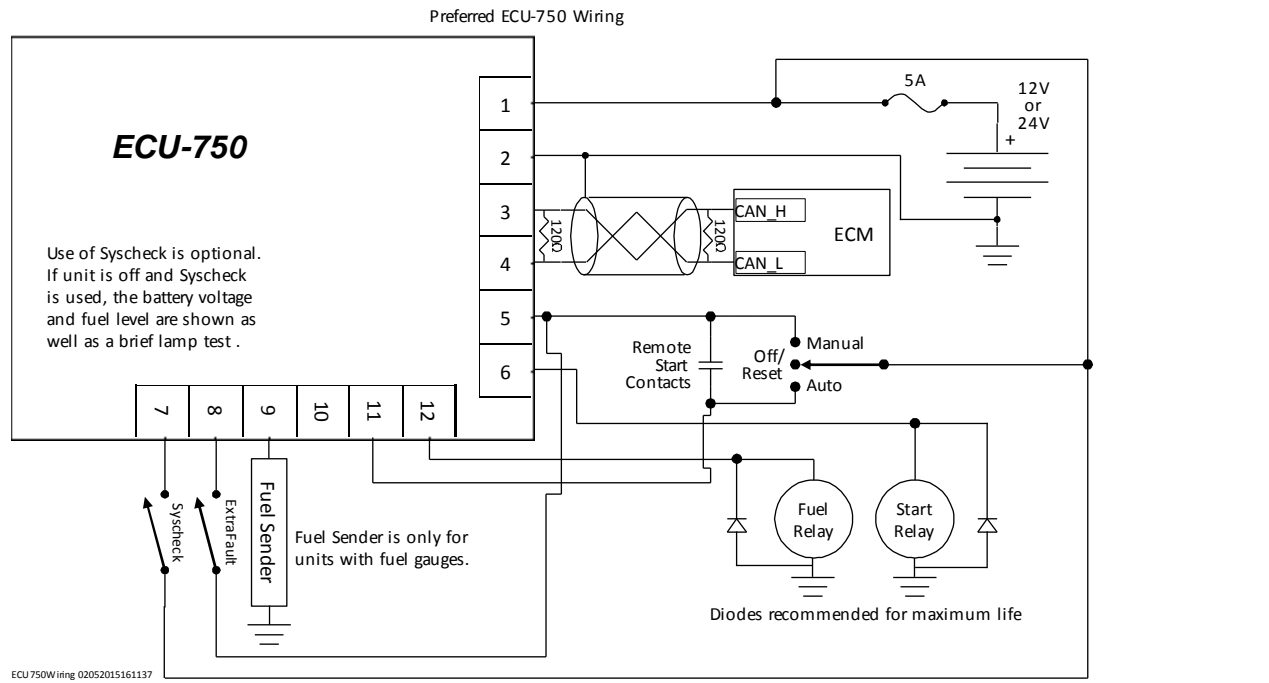 Preferred ECU-750 Wiring
ECU-750
Use of Syscheck is optional.
If unit is off and Syscheck
is used, the battery voltage
and fuel level are shown as
well as a brief lamp test .
1
2
3
4
5
6
7
8
9
10
11
12
5A
12V
or
24V
+
120Ω
120Ω
CAN_H
CAN_L
ECM
Remote
Start
Contacts
Manual
Off/
Reset
Auto
Syscheck
ExtraFault
Fuel Sender
Fuel Sender is only for
units with fuel gauges.
Fuel
Relay
Start
Relay
Diodes recommended for maximum life
ECU750Wiring 02052015161137